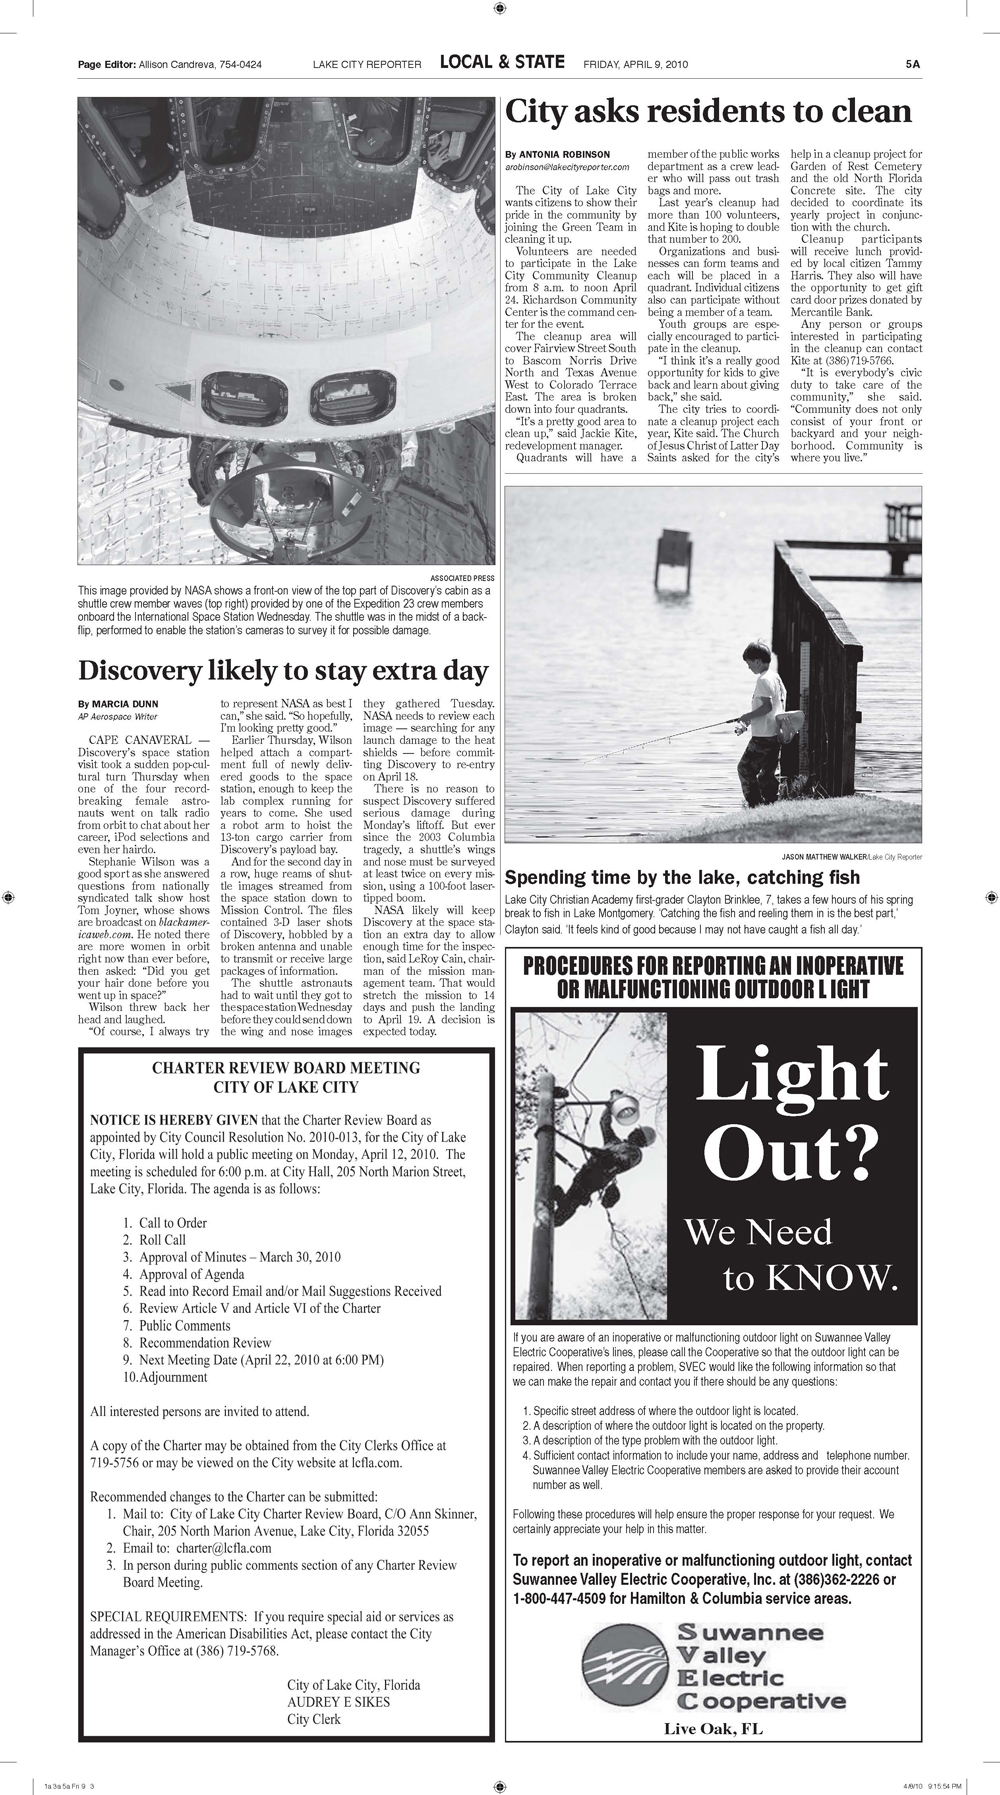 Page Editor: Allison Candreva, 754-0424 LAKE CITY REPORTER LOCAL & STATE FRIDAY, APRIL 9, 2010 5A
ASSOCIATED PRESS
This image provided by NASA shows a front-on view of the top part of Discovery's cabin as a
shuttle crew member waves (top right) provided by one of the Expedition 23 crew members
onboard the International Space Station Wednesday. The shuttle was in the midst of a back-
flip, performed to enable the station's cameras to survey it for possible damage.
Discovery likely to stay extra day
By MARCIA DUNN
AP Aerospace Writer
CAPE CANAVERAL —
Discovery's space station
visit took a sudden pop-cul-
tural turn Thursday when
one of the four record-
breaking female astro-
nauts went on talk radio
from orbit to chat about her
career, iPod selections and
even her hairdo.
Stephanie Wilson was a
good sport as she answered
questions from nationally
syndicated talk show host
Tom Joyner, whose shows
are broadcast on blackamer-
icaweb.com. He noted there
are more women in orbit
right now than ever before,
then asked: "Did you get
your hair done before you
went up in space?"
Wilson threw back her
head and laughed.
"Of course, I always try
to represent NASA as best I
can," she said. "So hopefully,
I'm looking pretty good."
Earlier Thursday, Wilson
helped attach a compart-
ment full of newly deliv-
ered goods to the space
station, enough to keep the
lab complex running for
years to come. She used
a robot arm to hoist the
13-ton cargo carrier from
Discovery's payload bay.
And for the second day in
a row, huge reams of shut-
tle images streamed from
the space station down to
Mission Control. The files
contained 3-D laser shots
of Discovery, hobbled by a
broken antenna and unable
to transmit or receive large
packages of information.
The shuttle astronauts
had to wait until they got to
the space station Wednesday
before they could send down
the wing and nose images
they gathered Tuesday.
NASA needs to review each
image — searching for any
launch damage to the heat
shields — before commit-
ting Discovery to re-entry
on April 18.
There is no reason to
suspect Discovery suffered
serious damage during
Monday's liftoff. But ever
since the 2003 Columbia
tragedy, a shuttle's wings
and nose must be surveyed
at least twice on every mis-
sion, using a 100-foot laser-
tipped boom.
NASA likely will keep
Discovery at the space sta-
tion an extra day to allow
enough time for the inspec-
tion, said LeRoy Cain, chair-
man of the mission man-
agement team. That would
stretch the mission to 14
days and push the landing
to April 19. A decision is
expected today.
CHARTER REVIEW BOARD MEETING
CITY OF LAKE CITY
NOTICE IS HEREBY GIVEN that the Charter Review Board as
appointed by City Council Resolution No. 2010-013, for the City of Lake
City, Florida will hold a public meeting on Monday, April 12, 2010. The
meeting is scheduled for 6:00 p.m. at City Hall, 205 North Marion Street,
Lake City, Florida. The agenda is as follows:
1. Call to Order
2. Roll Call
3. Approval of Minutes – March 30, 2010
4. Approval of Agenda
5. Read into Record Email and/or Mail Suggestions Received
6. Review Article V and Article VI of the Charter
7. Public Comments
8. Recommendation Review
9. Next Meeting Date (April 22, 2010 at 6:00 PM)
10. Adjournment
All interested persons are invited to attend.
A copy of the Charter may be obtained from the City Clerks Office at
719-5756 or may be viewed on the City website at lcfla.com.
Recommended changes to the Charter can be submitted:
1. Mail to: City of Lake City Charter Review Board, C/O Ann Skinner,
Chair, 205 North Marion Avenue, Lake City, Florida 32055
2. Email to: charter@lcfla.com
3. In person during public comments section of any Charter Review
Board Meeting.
SPECIAL REQUIREMENTS: If you require special aid or services as
addressed in the American Disabilities Act, please contact the City
Manager's Office at (386) 719-5768.
City of Lake City, Florida
AUDREY E SIKES
City Clerk
City asks residents to clean
By ANTONIA ROBINSON
arobinson@lakecityreporter.com
The City of Lake City
wants citizens to show their
pride in the community by
joining the Green Team in
cleaning it up.
Volunteers are needed
to participate in the Lake
City Community Cleanup
from 8 a.m. to noon April
24. Richardson Community
Center is the command cen-
ter for the event.
The cleanup area will
cover Fairview Street South
to Bascom Norris Drive
North and Texas Avenue
West to Colorado Terrace
East. The area is broken
down into four quadrants.
"It's a pretty good area to
clean up," said Jackie Kite,
redevelopment manager.
Quadrants will have a
member of the public works
department as a crew lead-
er who will pass out trash
bags and more.
Last year's cleanup had
more than 100 volunteers,
and Kite is hoping to double
that number to 200.
Organizations and busi-
nesses can form teams and
each will be placed in a
quadrant. Individual citizens
also can participate without
being a member of a team.
Youth groups are espe-
cially encouraged to partici-
pate in the cleanup.
"I think it's a really good
opportunity for kids to give
back and learn about giving
back," she said.
The city tries to coordi-
nate a cleanup project each
year, Kite said. The Church
of Jesus Christ of Latter Day
Saints asked for the city's
help in a cleanup project for
Garden of Rest Cemetery
and the old North Florida
Concrete site. The city
decided to coordinate its
yearly project in conjunc-
tion with the church.
Cleanup participants
will receive lunch provid-
ed by local citizen Tammy
Harris. They also will have
the opportunity to get gift
card door prizes donated by
Mercantile Bank.
Any person or groups
interested in participating
in the cleanup can contact
Kite at (386) 719-5766.
"It is everybody's civic
duty to take care of the
community," she said.
"Community does not only
consist of your front or
backyard and your neigh-
borhood. Community is
where you live."
JASON MATTHEW WALKER/Lake City Reporter
Spending time by the lake, catching fish
Lake City Christian Academy first-grader Clayton Brinklee, 7, takes a few hours of his spring
break to fish in Lake Montgomery. 'Catching the fish and reeling them in is the best part,'
Clayton said. 'It feels kind of good because I may not have caught a fish all day.'
PROCEDURES FOR REPORTING AN INOPERATIVE
OR MALFUNCTIONING OUTDOOR L IGHT
Light
Out?
We Need
to KNOW.
If you are aware of an inoperative or malfunctioning outdoor light on Suwannee Valley
Electric Cooperative's lines, please call the Cooperative so that the outdoor light can be
repaired. When reporting a problem, SVEC would like the following information so that
we can make the repair and contact you if there should be any questions:
1. Specific street address of where the outdoor light is located.
2. A description of where the outdoor light is located on the property.
3. A description of the type problem with the outdoor light.
4. Sufficient contact information to include your name, address and telephone number.
Suwannee Valley Electric Cooperative members are asked to provide their account
number as well.
Following these procedures will help ensure the proper response for your request. We
certainly appreciate your help in this matter.
To report an inoperative or malfunctioning outdoor light, contact
Suwannee Valley Electric Cooperative, Inc. at (386)362-2226 or
1-800-447-4509 for Hamilton & Columbia service areas.
Suwannee
Valley
Electric
Cooperative
Live Oak, FL
1a 3a 5a Fri 9 3 4/8/10 9:15:54 PM